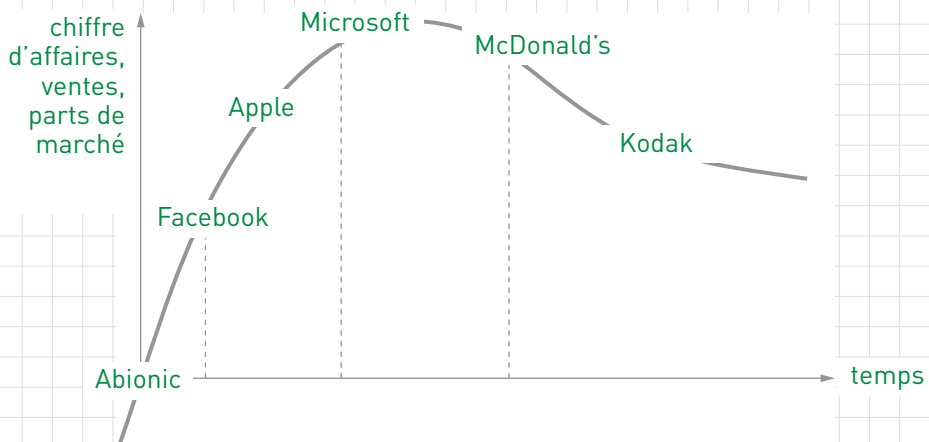 chiffre
d’affaires,
ventes,
parts de
marché
Microsoft
McDonald’s
Apple
Kodak
Facebook
Abionic
temps